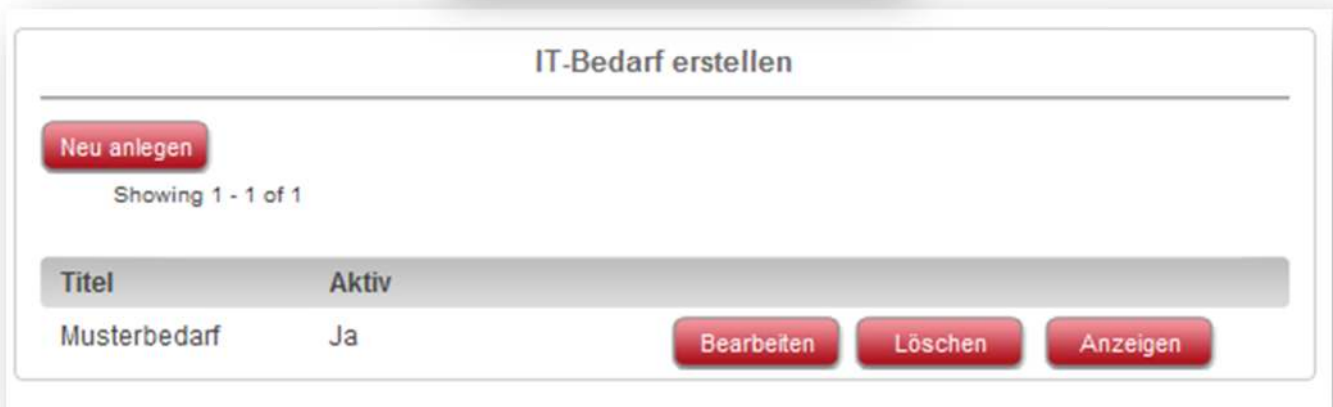 IT-Bedarf erstellen
Neu anlegen
Showing 1 - 1 of 1
Titel Aktiv
Musterbedarf Ja Bearbeiten Löschen Anzeigen